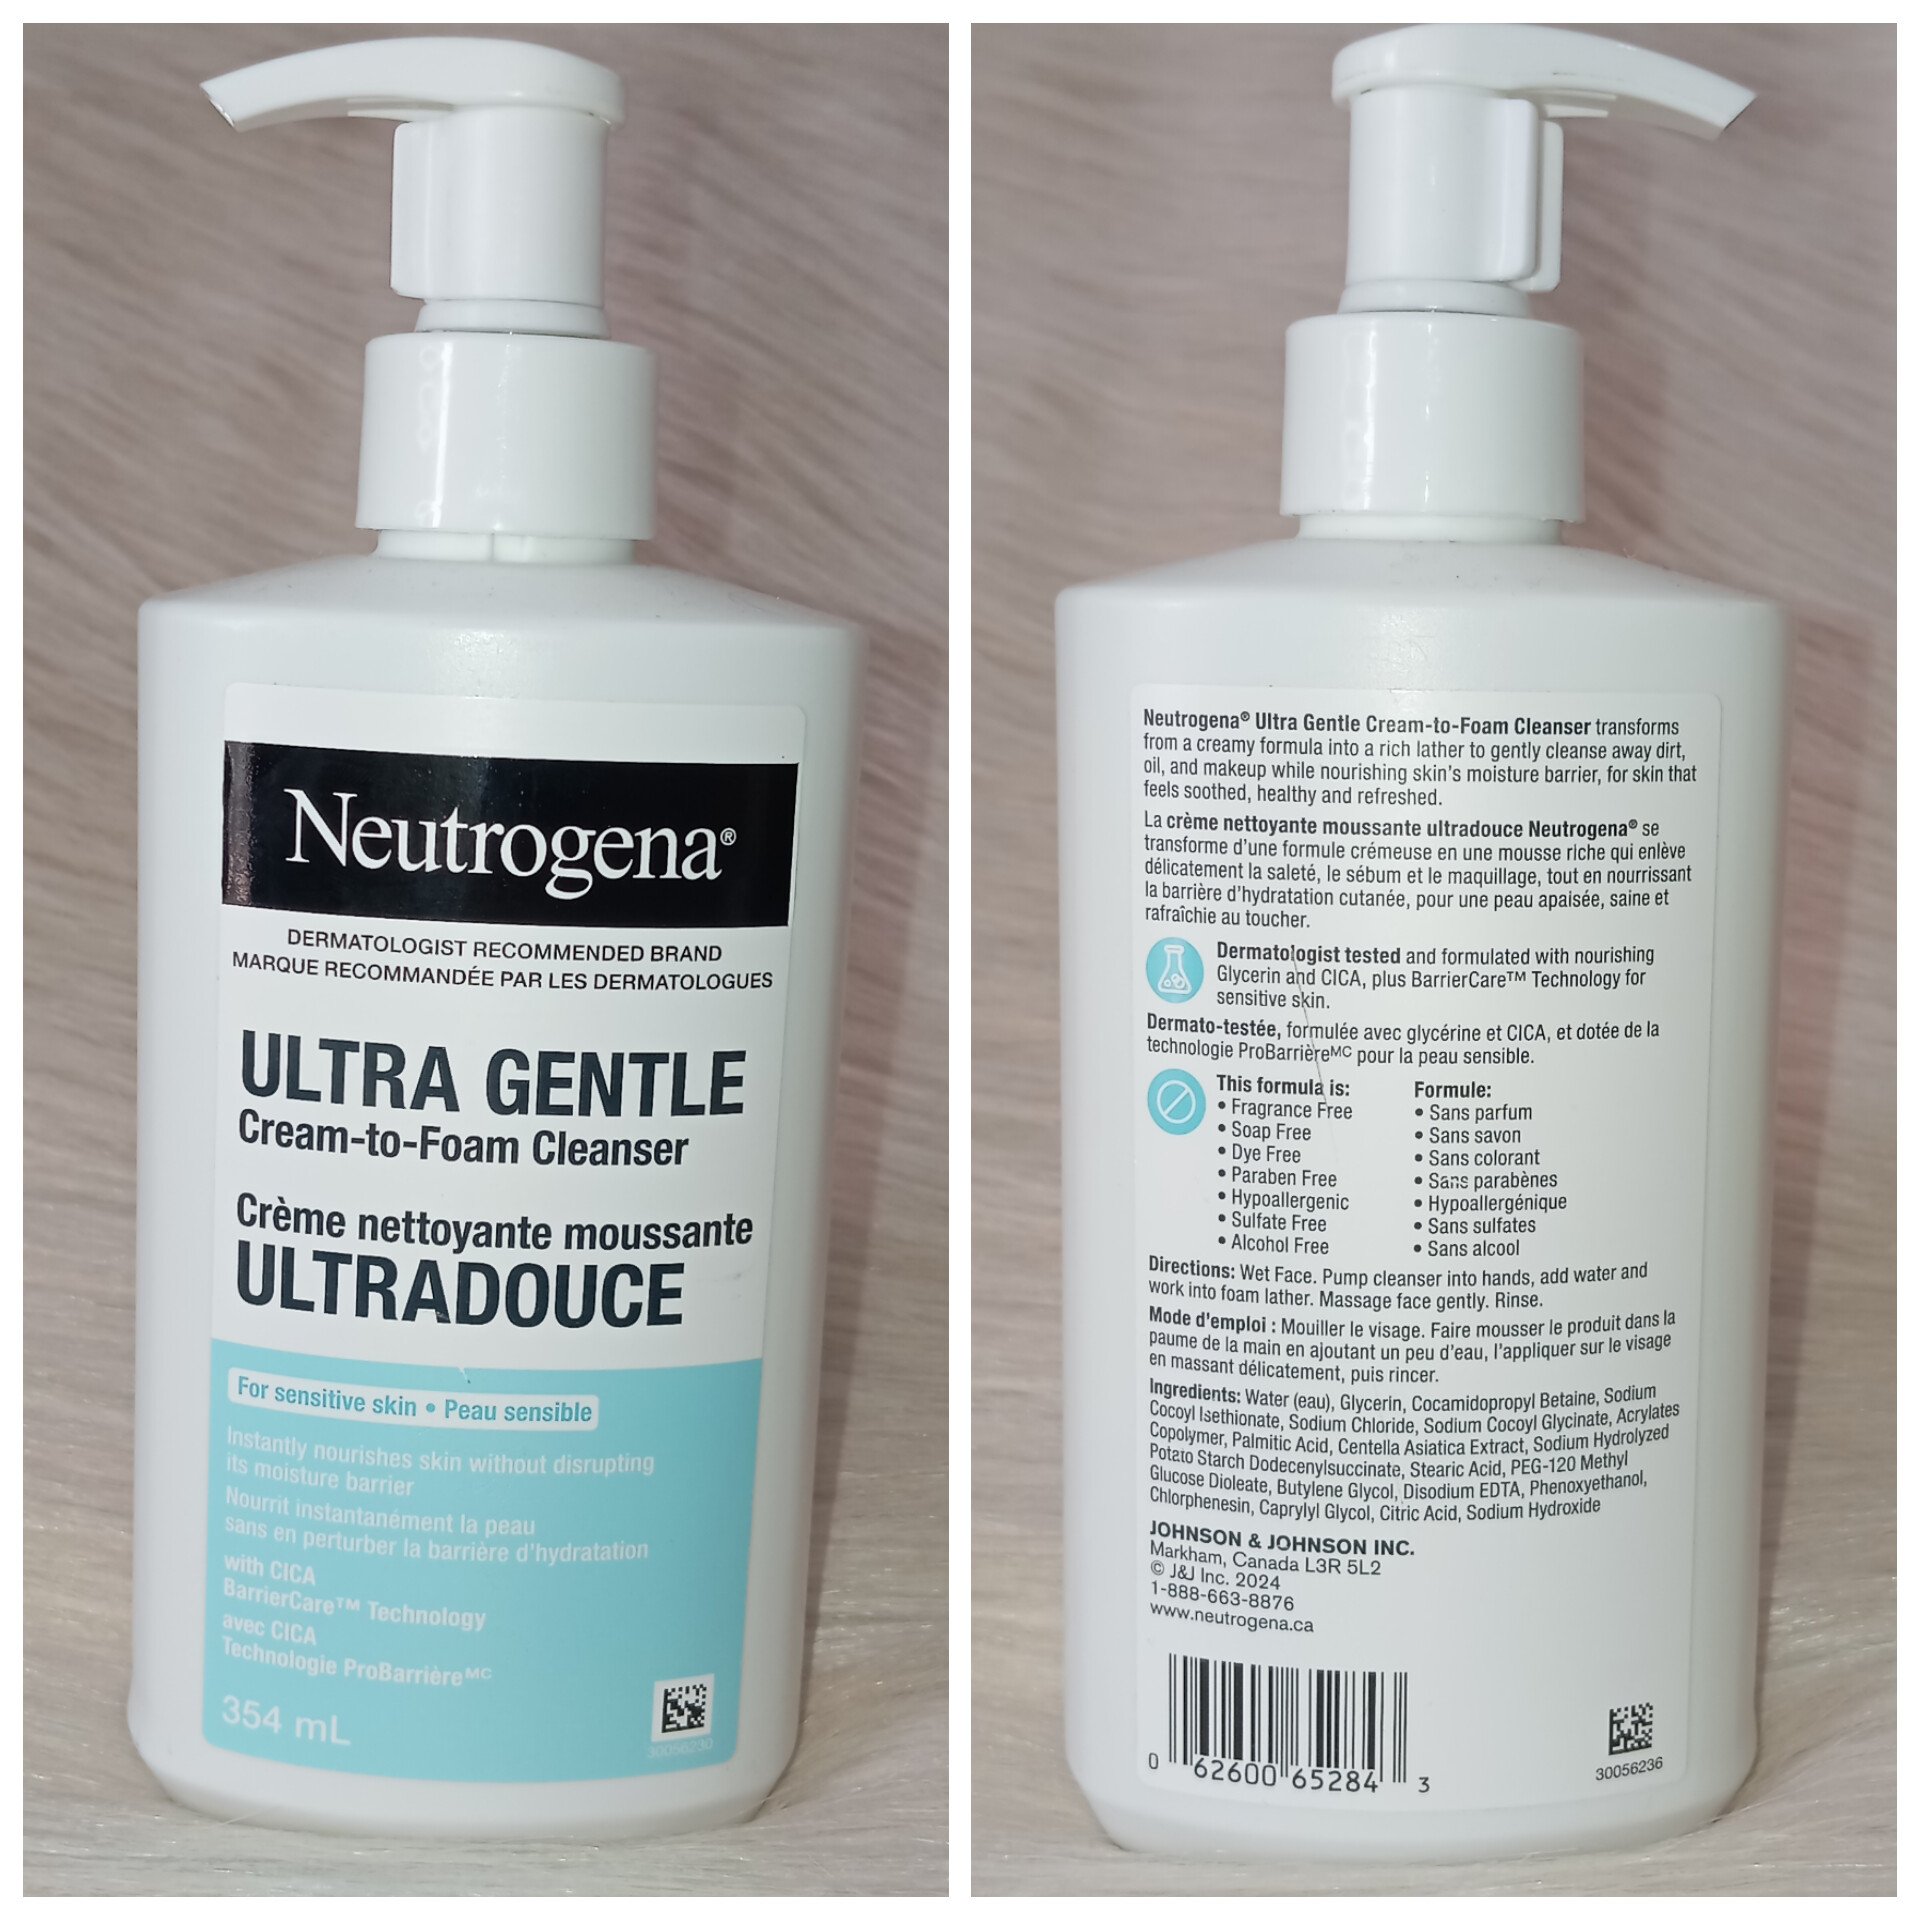 Neutrogena®
DERMATOLOGIST RECOMMENDED BRAND
MARQUE RECOMMANDÉE PAR LES DERMATOLOGUES
ULTRA GENTLE
Cream-to-Foam Cleanser
Crème nettoyante moussante
ULTRADOUCE
For sensitive skin • Peau sensible
Instantly nourishes skin without disrupting
its moisture barrier
Nourrit instantanément la peau
sans en perturber la barrière d'hydratation
with CICA
BarrierCare™ Technology
avec CICA
Technologie ProBarrièreᴹᶜ
354 mL
30056230
Neutrogena® Ultra Gentle Cream-to-Foam Cleanser transforms
from a creamy formula into a rich lather to gently cleanse away dirt,
oil, and makeup while nourishing skin's moisture barrier, for skin that
feels soothed, healthy and refreshed.
La crème nettoyante moussante ultradouce Neutrogena® se
transforme d'une formule crémeuse en une mousse riche qui enlève
délicatement la saleté, le sébum et le maquillage, tout en nourrissant
la barrière d'hydratation cutanée, pour une peau apaisée, saine et
rafraîchie au toucher.
Dermatologist tested and formulated with nourishing
Glycerin and CICA, plus BarrierCare™ Technology for
sensitive skin.
Dermato-testée, formulée avec glycérine et CICA, et dotée de la
technologie ProBarrièreᴹᶜ pour la peau sensible.
This formula is:
• Fragrance Free
• Soap Free
• Dye Free
• Paraben Free
• Hypoallergenic
• Sulfate Free
• Alcohol Free
Formule:
• Sans parfum
• Sans savon
• Sans colorant
• Sans parabènes
• Hypoallergénique
• Sans sulfates
• Sans alcool
Directions: Wet Face. Pump cleanser into hands, add water and
work into foam lather. Massage face gently. Rinse.
Mode d'emploi : Mouiller le visage. Faire mousser le produit dans la
paume de la main en ajoutant un peu d'eau, l'appliquer sur le visage
en massant délicatement, puis rincer.
Ingredients: Water (eau), Glycerin, Cocamidopropyl Betaine, Sodium
Cocoyl Isethionate, Sodium Chloride, Sodium Cocoyl Glycinate, Acrylates
Copolymer, Palmitic Acid, Centella Asiatica Extract, Sodium Hydrolyzed
Potato Starch Dodecenylsuccinate, Stearic Acid, PEG-120 Methyl
Glucose Dioleate, Butylene Glycol, Disodium EDTA, Phenoxyethanol,
Chlorphenesin, Caprylyl Glycol, Citric Acid, Sodium Hydroxide
JOHNSON & JOHNSON INC.
Markham, Canada L3R 5L2
© J&J Inc. 2024
1-888-663-8876
www.neutrogena.ca
0 62600 65284 3
30056236